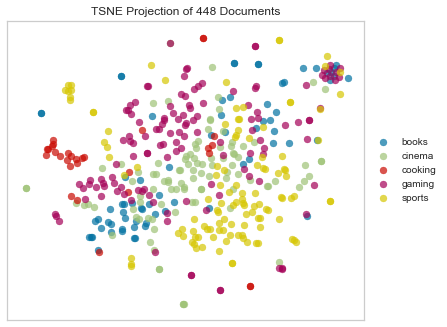 TSNE Projection of 448 Documents
books
cinema
cooking
gaming
sports